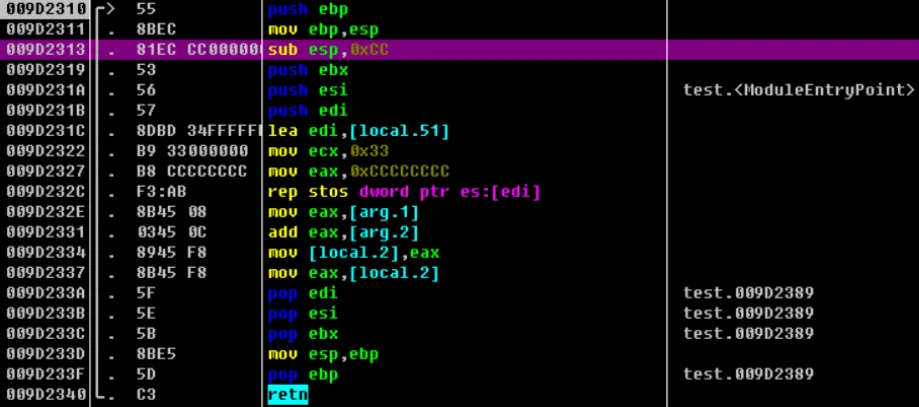 009D2310 > 55 push ebp
009D2311 . 8BEC mov ebp,esp
009D2313 . 81EC CC000000 sub esp,0xCC
009D2319 . 53 push ebx
009D231A . 56 push esi test.<ModuleEntryPoint>
009D231B . 57 push edi
009D231C . 8DBD 34FFFFFF lea edi,[local.51]
009D2322 . B9 33000000 mov ecx,0x33
009D2327 . B8 CCCCCCCC mov eax,0xCCCCCCCC
009D232C . F3:AB rep stos dword ptr es:[edi]
009D232E . 8B45 08 mov eax,[arg.1]
009D2331 . 0345 0C add eax,[arg.2]
009D2334 . 8945 F8 mov [local.2],eax
009D2337 . 8B45 F8 mov eax,[local.2]
009D233A . 5F pop edi test.009D2389
009D233B . 5E pop esi test.009D2389
009D233C . 5B pop ebx test.009D2389
009D233D . 8BE5 mov esp,ebp
009D233F . 5D pop ebp test.009D2389
009D2340 . C3 retn